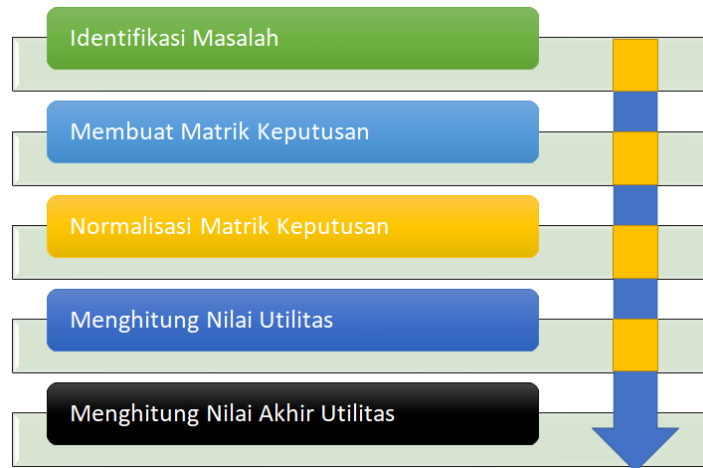 Identifikasi Masalah
Membuat Matrik Keputusan
Normalisasi Matrik Keputusan
Menghitung Nilai Utilitas
Menghitung Nilai Akhir Utilitas